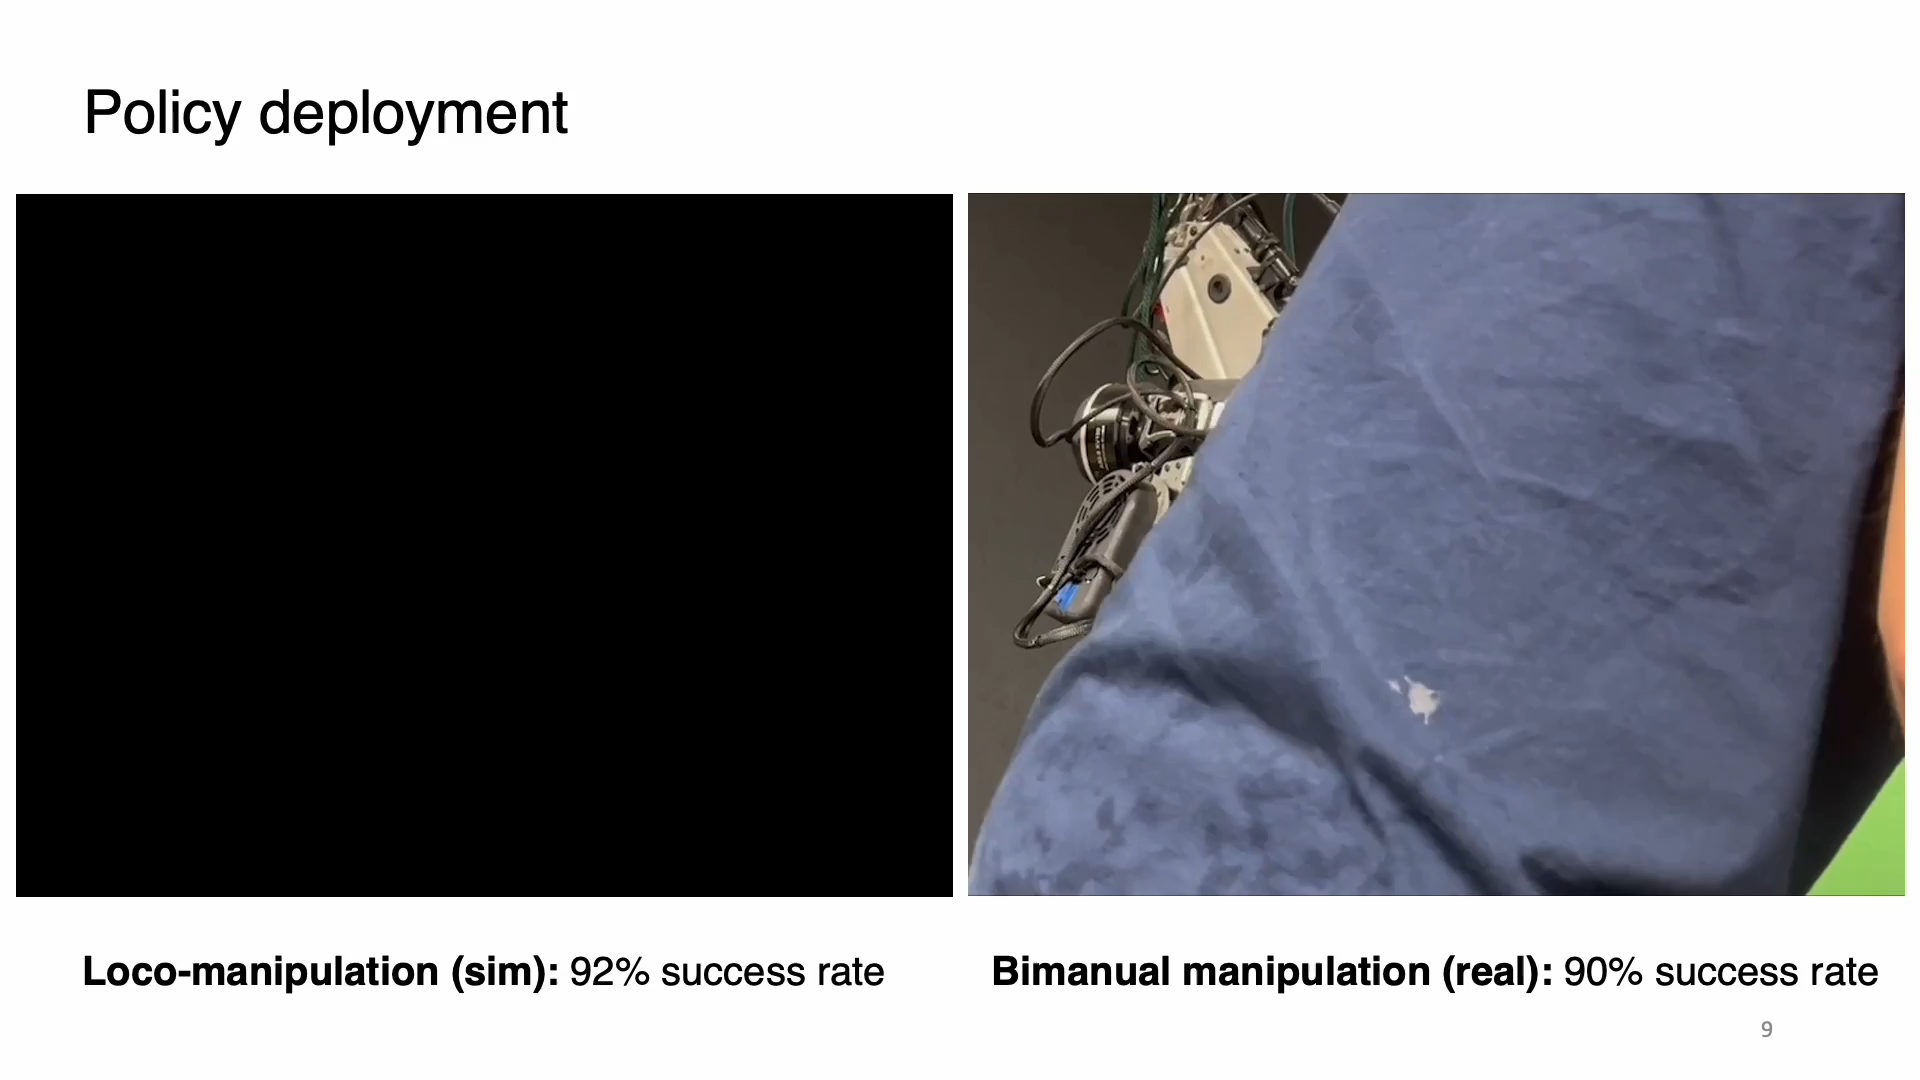 Policy deployment
Loco-manipulation (sim): 92% success rate
Bimanual manipulation (real): 90% success rate
9